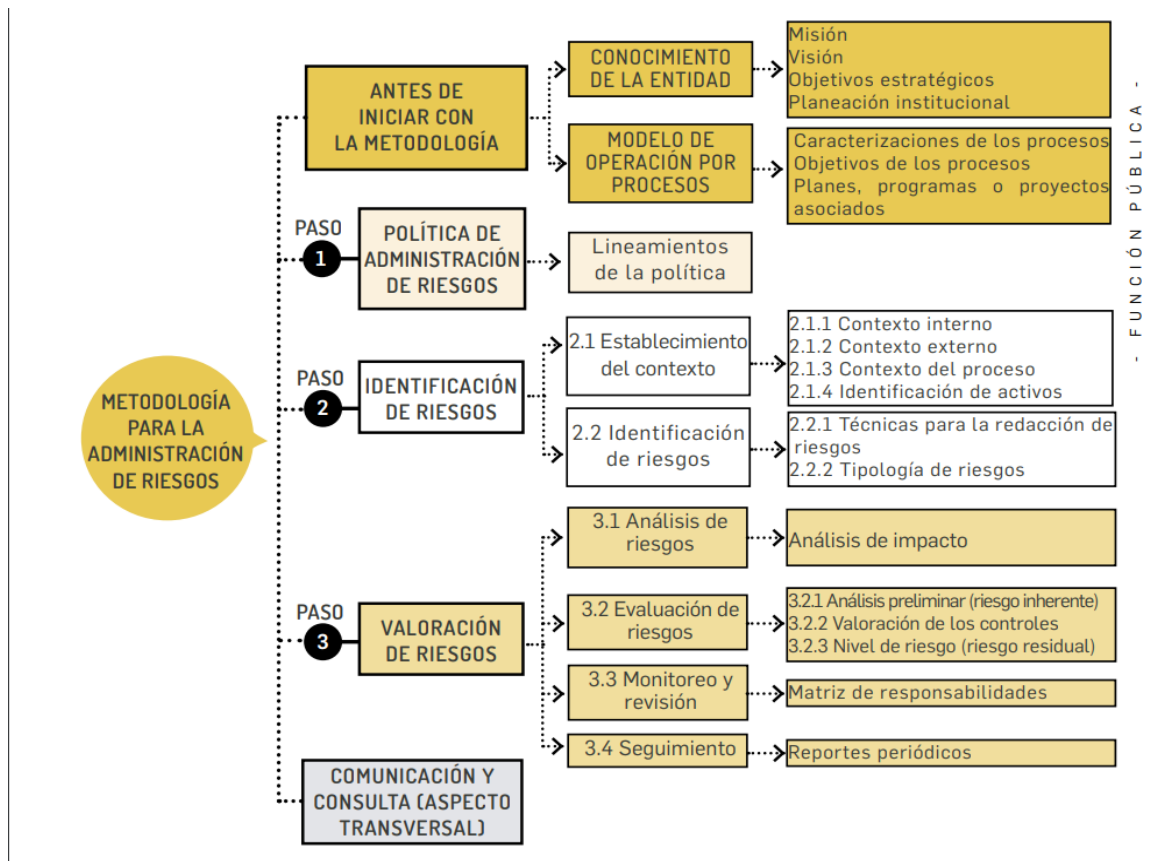 METODOLOGÍA
PARA LA
ADMINISTRACIÓN
DE RIESGOS
ANTES DE
INICIAR CON
LA METODOLOGÍA
CONOCIMIENTO
DE LA ENTIDAD
Misión
Visión
Objetivos estratégicos
Planeación institucional
MODELO DE
OPERACIÓN POR
PROCESOS
Caracterizaciones de los procesos
Objetivos de los procesos
Planes, programas o proyectos
asociados
PASO
1
POLÍTICA DE
ADMINISTRACIÓN
DE RIESGOS
Lineamientos
de la política
PASO
2
IDENTIFICACIÓN
DE RIESGOS
2.1 Establecimiento
del contexto
2.1.1 Contexto interno
2.1.2 Contexto externo
2.1.3 Contexto del proceso
2.1.4 Identificación de activos
2.2 Identificación
de riesgos
2.2.1 Técnicas para la redacción de
riesgos
2.2.2 Tipología de riesgos
PASO
3
VALORACIÓN
DE RIESGOS
3.1 Análisis de
riesgos
Análisis de impacto
3.2 Evaluación de
riesgos
3.2.1 Análisis preliminar (riesgo inherente)
3.2.2 Valoración de los controles
3.2.3 Nivel de riesgo (riesgo residual)
3.3 Monitoreo y
revisión
Matriz de responsabilidades
3.4 Seguimiento
Reportes periódicos
COMUNICACIÓN Y
CONSULTA (ASPECTO
TRANSVERSAL)
- FUNCIÓN PÚBLICA -